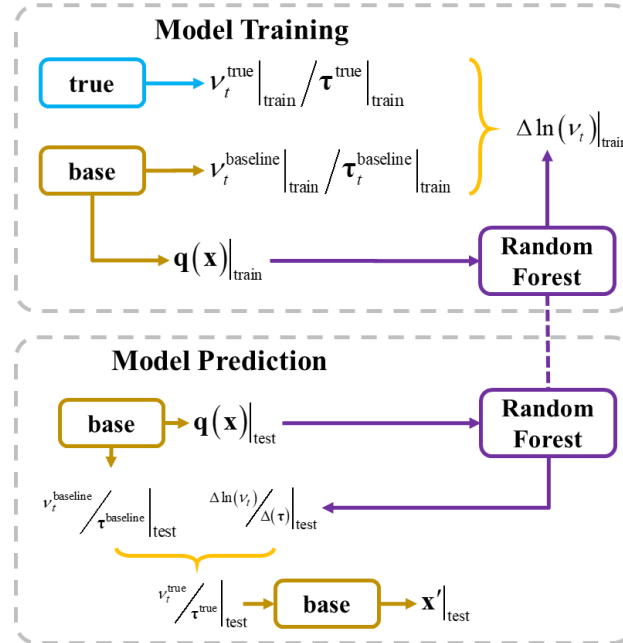 Model Training
true
ν_t^true|_train / τ^true|_train
base
ν_t^baseline|_train / τ_t^baseline|_train
Δ ln(ν_t)|_train
q(x)|_train
Random
Forest
Model Prediction
base
q(x)|_test
Random
Forest
ν_t^baseline / τ^baseline|_test
Δ ln(ν_t) / Δ(τ)|_test
ν_t^true / τ^true|_test
base
x′|_test